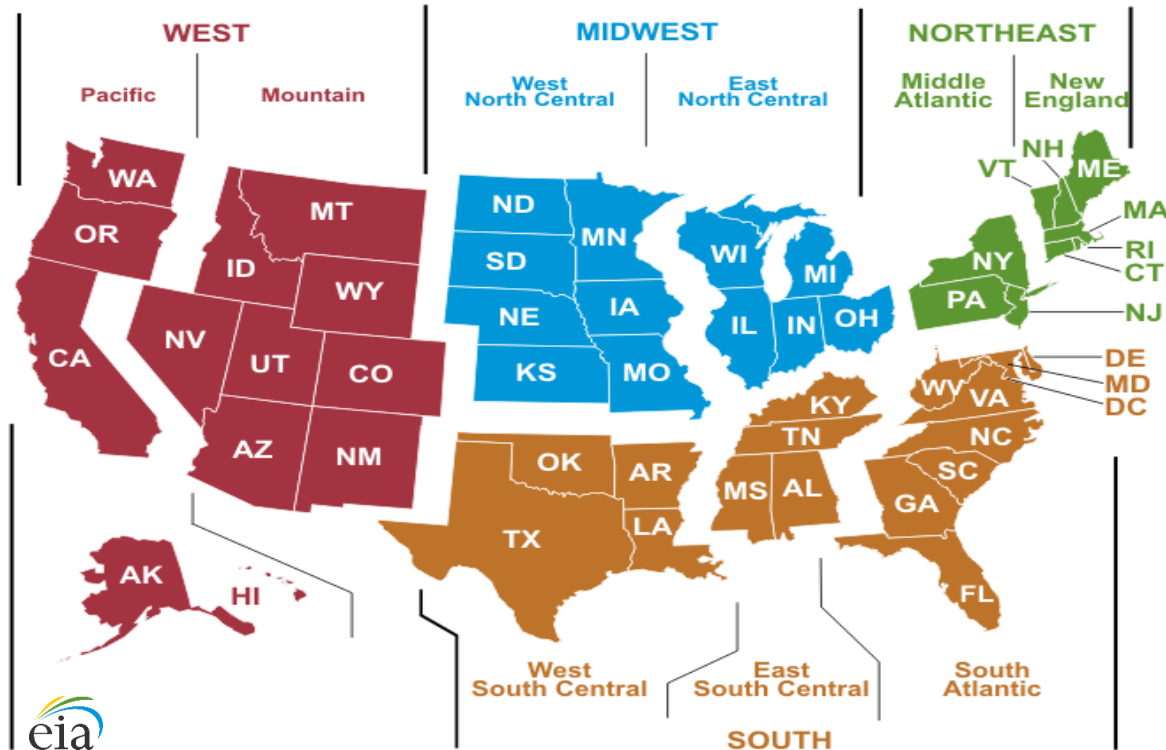 WEST
MIDWEST
NORTHEAST
Pacific
Mountain
West
North Central
East
North Central
Middle
Atlantic
New
England
WA
OR
CA
MT
ID
WY
NV
UT
CO
AZ
NM
AK
HI
ND
SD
NE
KS
MN
IA
MO
WI
MI
IL
IN
OH
NH
VT
ME
MA
RI
CT
NY
PA
NJ
DE
MD
DC
WV
VA
KY
NC
TN
SC
OK
AR
MS
AL
GA
TX
LA
FL
West
South Central
East
South Central
South
Atlantic
SOUTH
eia